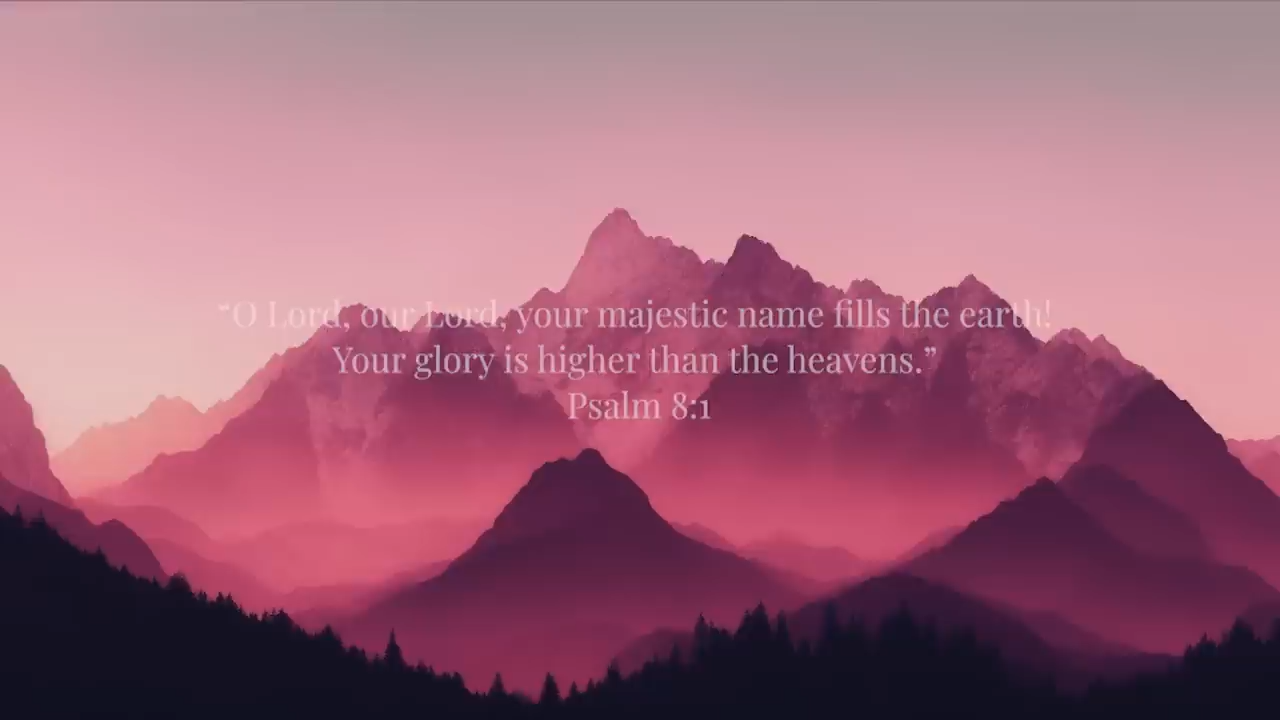 “O Lord, our Lord, your majestic name fills the earth!
Your glory is higher than the heavens.”
Psalm 8:1